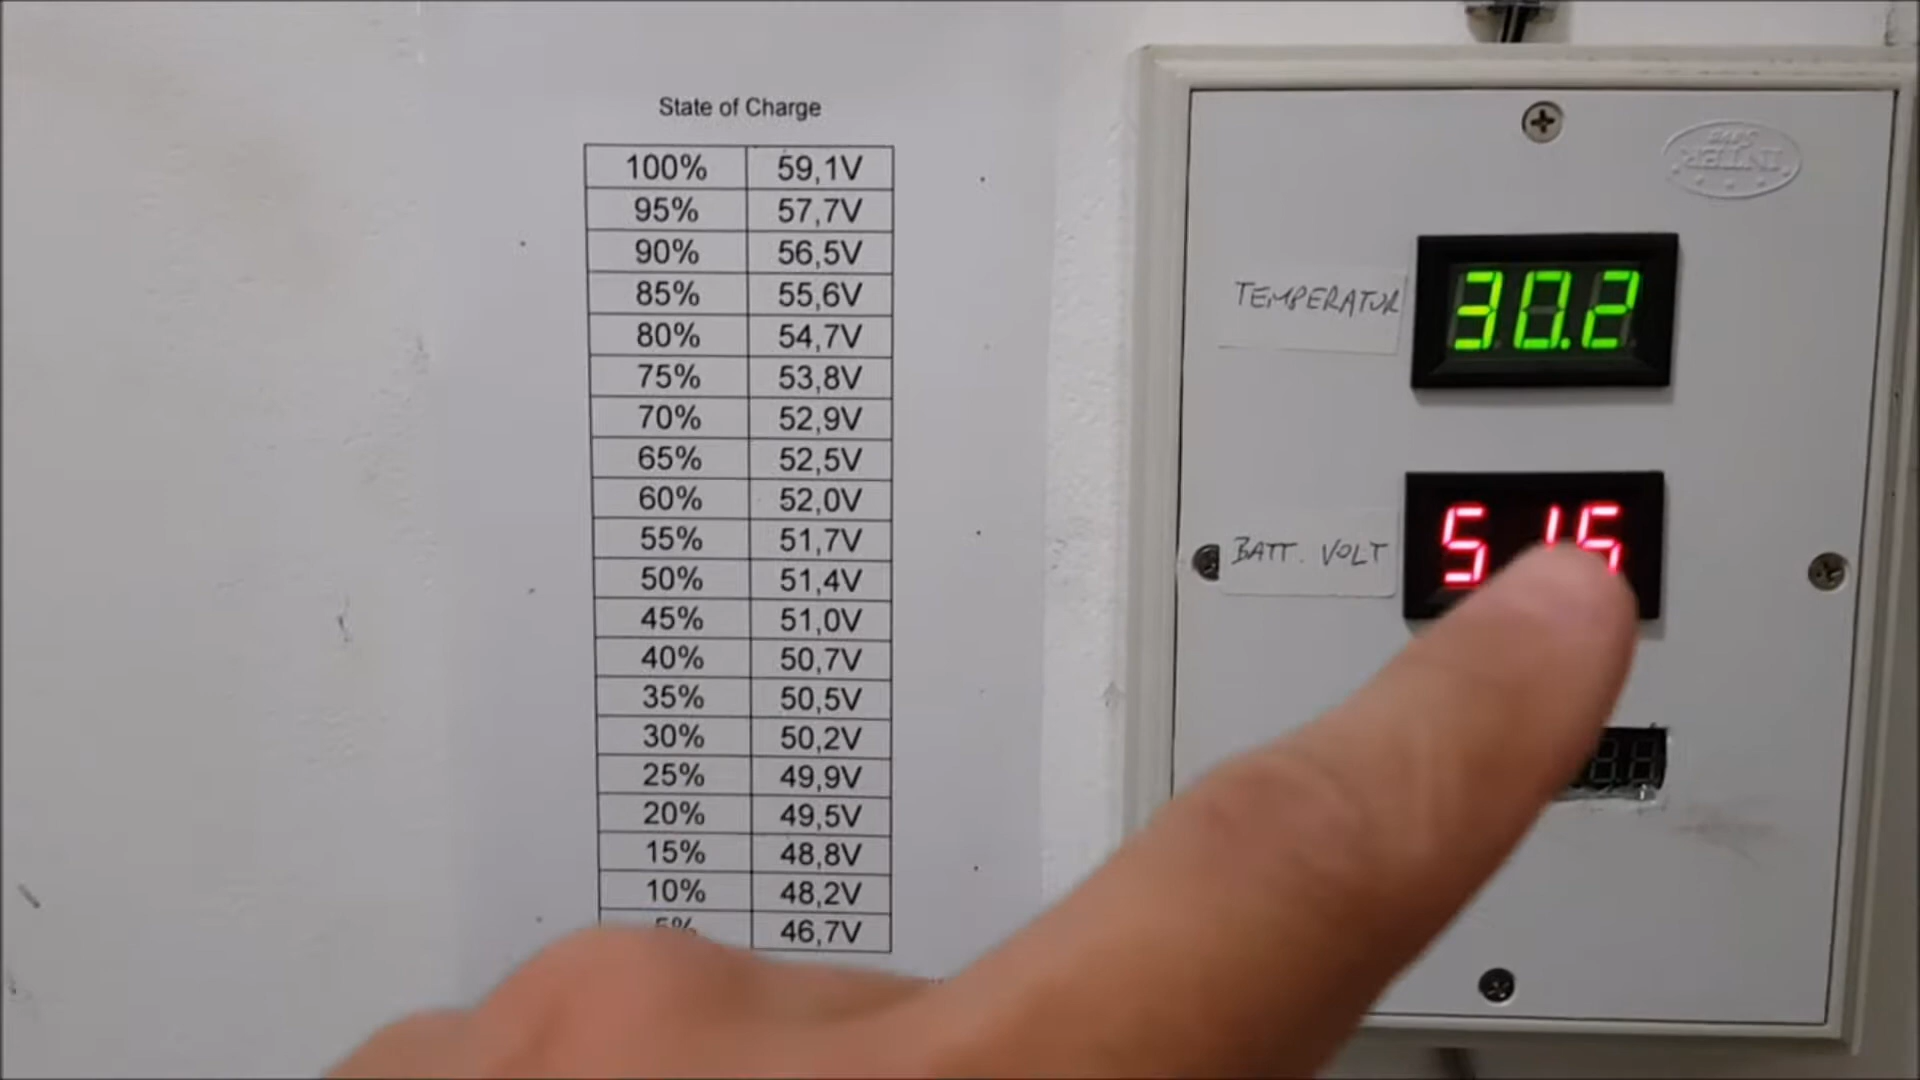 State of Charge
100% 59,1V
95% 57,7V
90% 56,5V
85% 55,6V
80% 54,7V
75% 53,8V
70% 52,9V
65% 52,5V
60% 52,0V
55% 51,7V
50% 51,4V
45% 51,0V
40% 50,7V
35% 50,5V
30% 50,2V
25% 49,9V
20% 49,5V
15% 48,8V
10% 48,2V
5% 46,7V
INTER
TEMPERATUR 30.2
BATT. VOLT 515